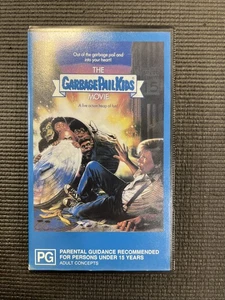 Out of the garbage pail and
into your heart!
THE
GARBAGE PAIL KIDS
MOVIE
PG
PARENTAL GUIDANCE RECOMMENDED
FOR PERSONS UNDER 15 YEARS
ADULT CONCEPTS